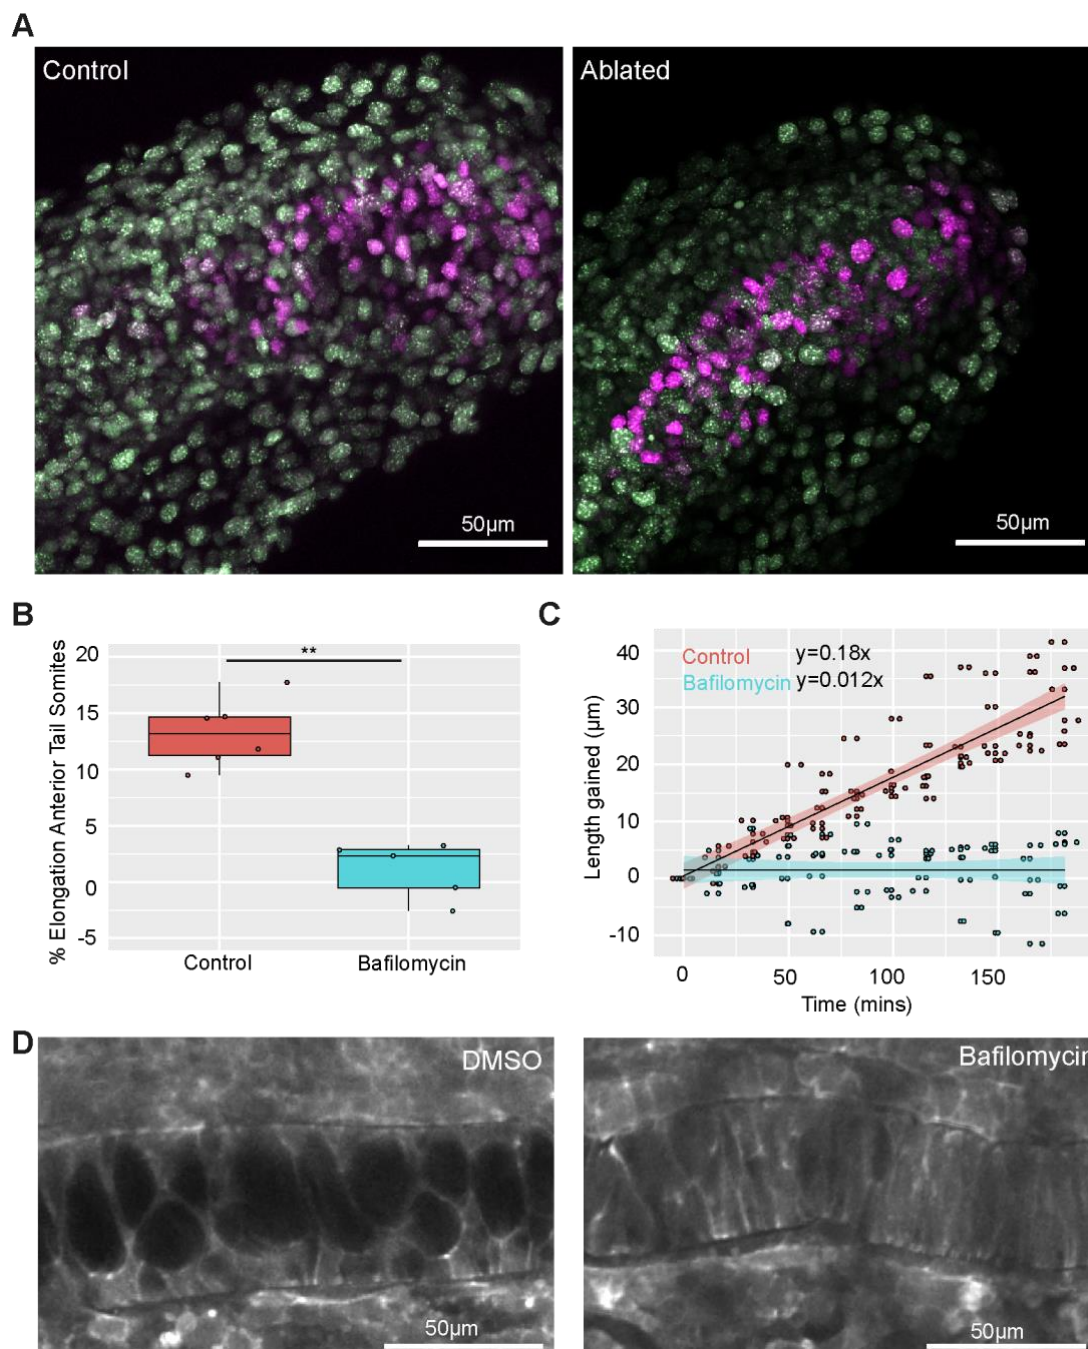 A
Control
Ablated
50µm
50µm
B
% Elongation Anterior Tail Somites
20
15
10
5
0
-5
**
Control
Bafilomycin
C
Length gained (µm)
40
30
20
10
0
-10
Control y=0.18x
Bafilomycin y=0.012x
0 50 100 150
Time (mins)
D
DMSO
Bafilomycin
50µm
50µm